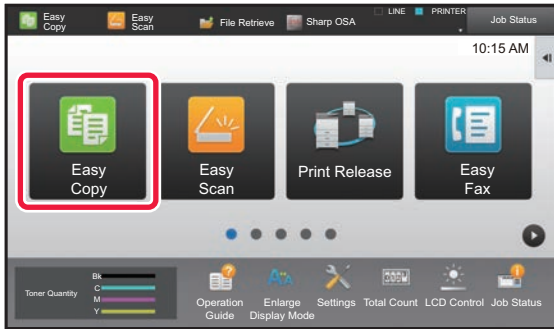 Easy
Copy
Easy
Scan
File Retrieve
Sharp OSA
LINE
PRINTER
Job Status
10:15 AM
Easy
Copy
Easy
Scan
Print Release
Easy
Fax
Toner Quantity
Bk
C
M
Y
Operation
Guide
Enlarge
Display Mode
Settings
Total Count
LCD Control
Job Status